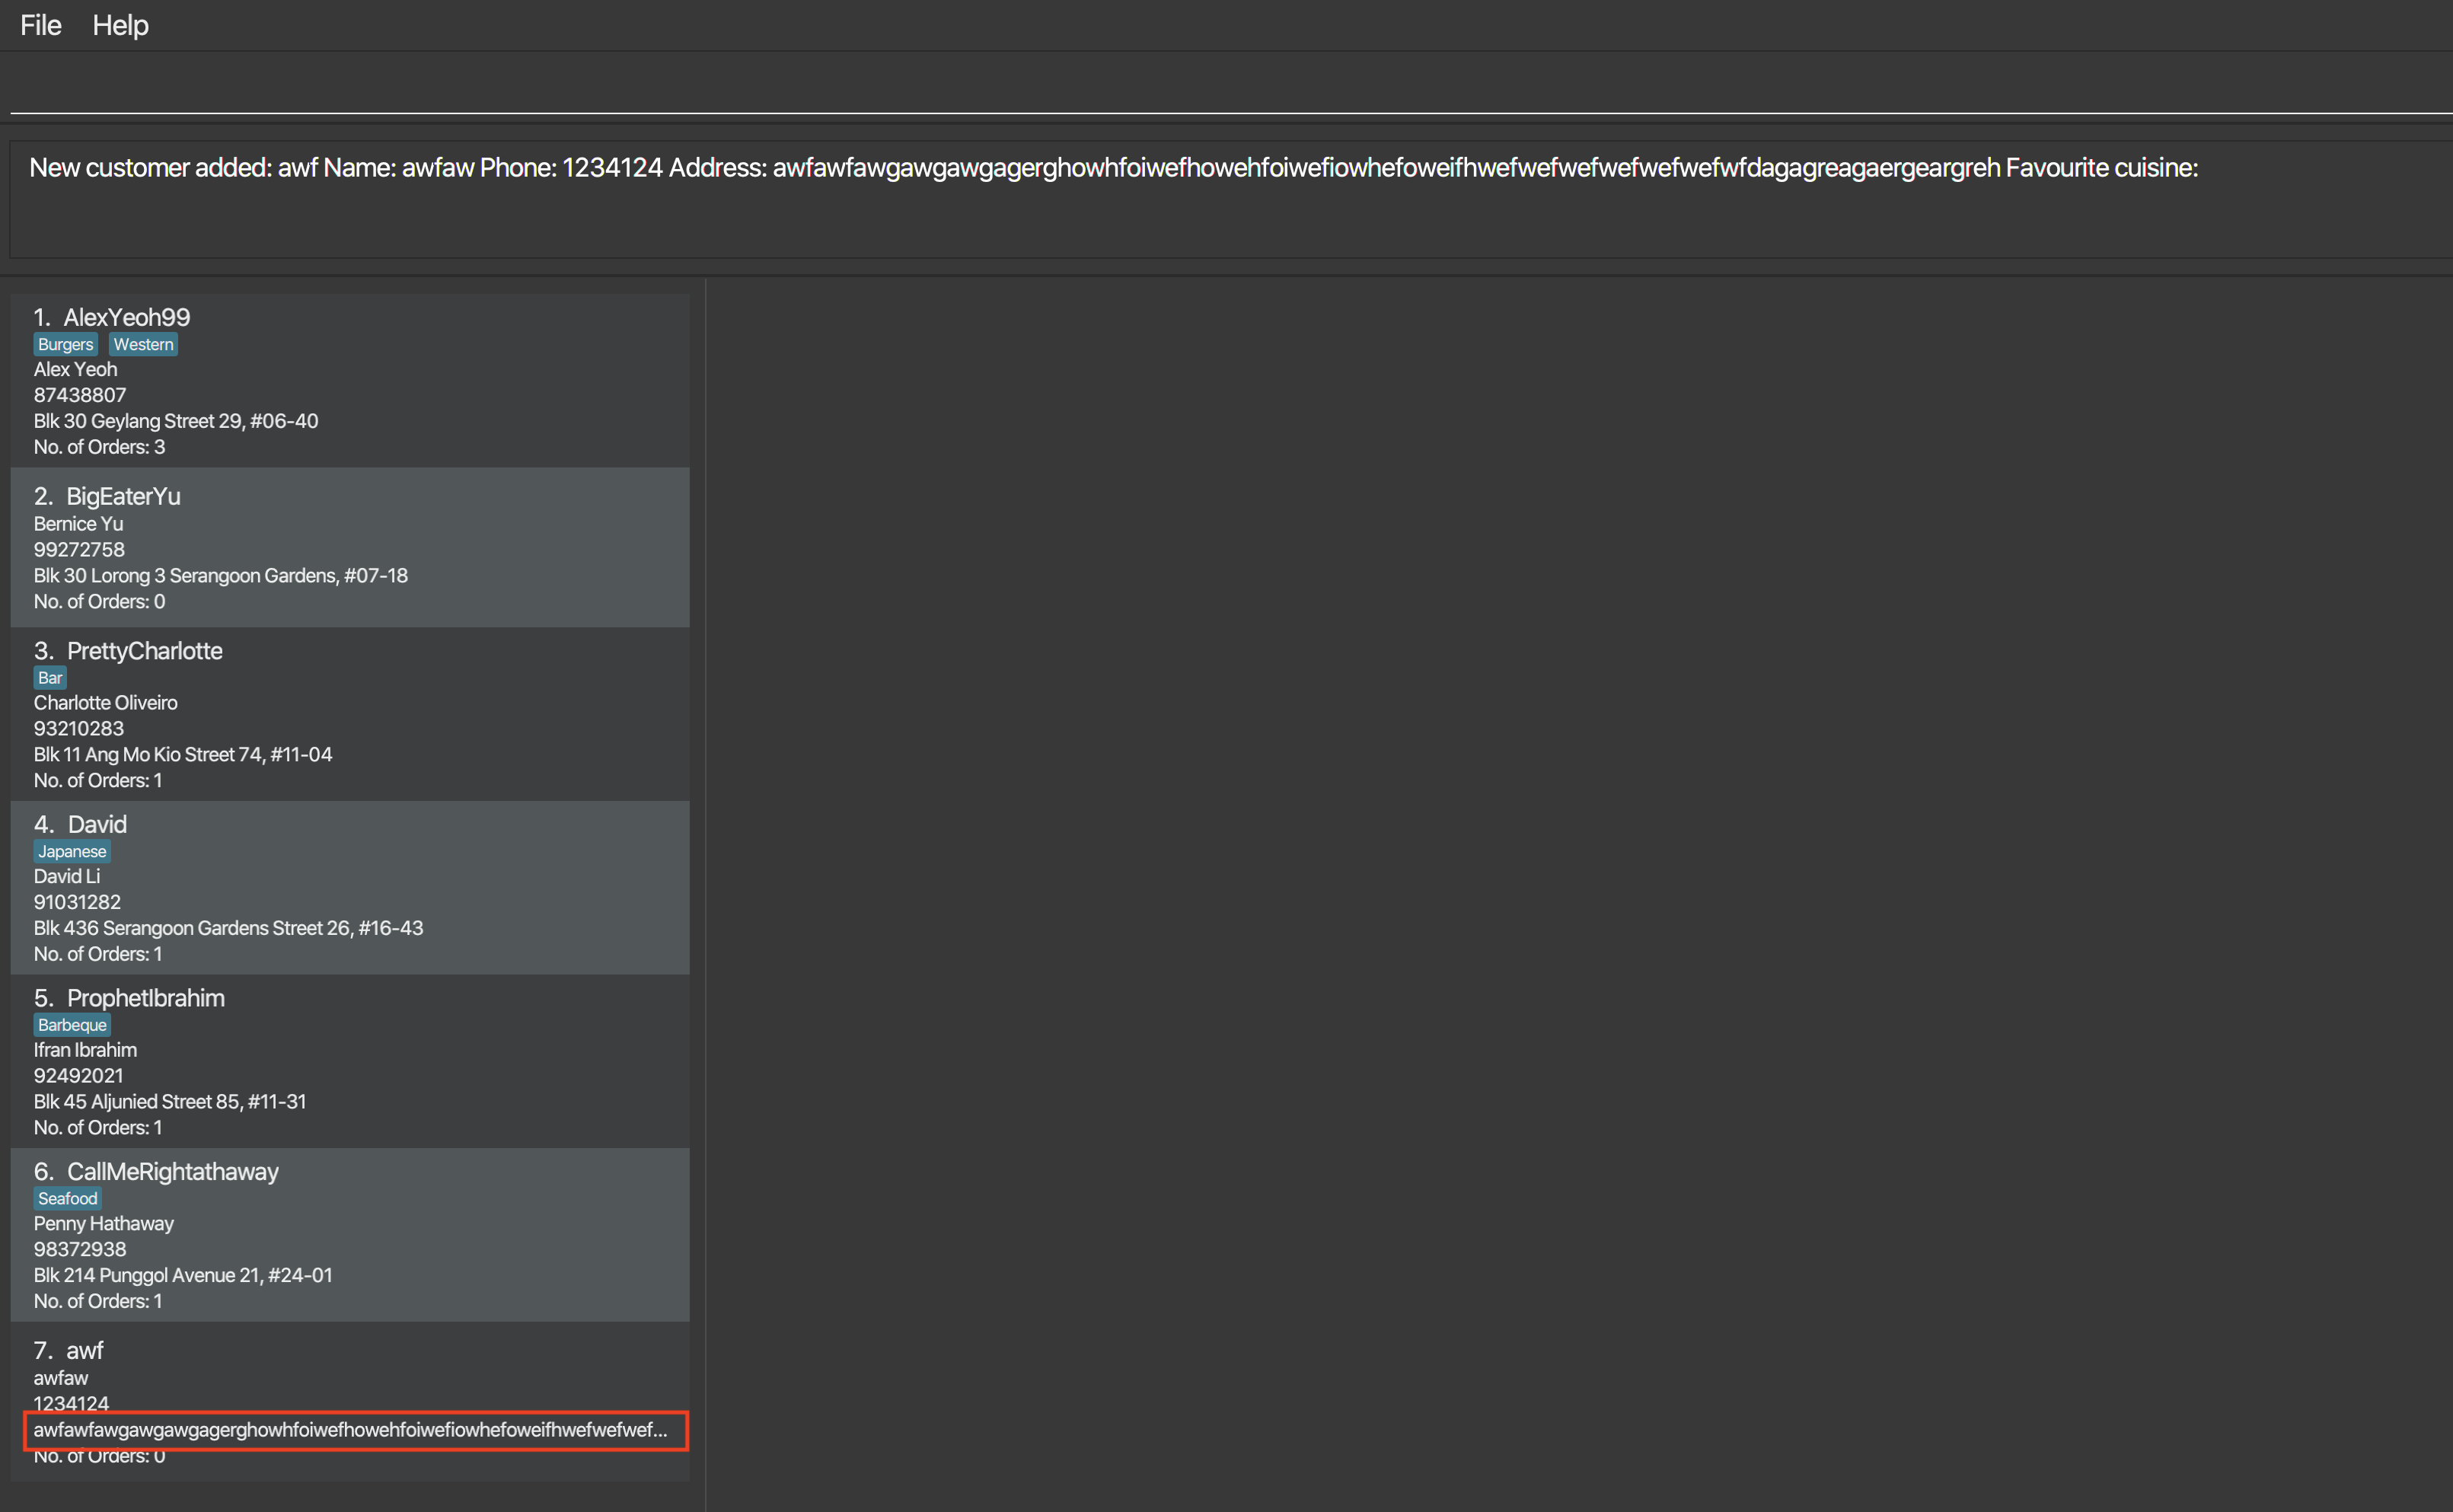 File Help
New customer added: awf Name: awfaw Phone: 1234124 Address: awfawfawgawgawgagerghowhfoiwefhowehfoiwefiowhefoweifhwefwefwefwefwefwefwfdagagreagaergeargreh Favourite cuisine:
1. AlexYeoh99
Burgers Western
Alex Yeoh
87438807
Blk 30 Geylang Street 29, #06-40
No. of Orders: 3
2. BigEaterYu
Bernice Yu
99272758
Blk 30 Lorong 3 Serangoon Gardens, #07-18
No. of Orders: 0
3. PrettyCharlotte
Bar
Charlotte Oliveiro
93210283
Blk 11 Ang Mo Kio Street 74, #11-04
No. of Orders: 1
4. David
Japanese
David Li
91031282
Blk 436 Serangoon Gardens Street 26, #16-43
No. of Orders: 1
5. ProphetIbrahim
Barbeque
Ifran Ibrahim
92492021
Blk 45 Aljunied Street 85, #11-31
No. of Orders: 1
6. CallMeRightathaway
Seafood
Penny Hathaway
98372938
Blk 214 Punggol Avenue 21, #24-01
No. of Orders: 1
7. awf
awfaw
1234124
awfawfawgawgawgagerghowhfoiwefhowehfoiwefiowhefoweifhwefwefwef...
No. of Orders: 0